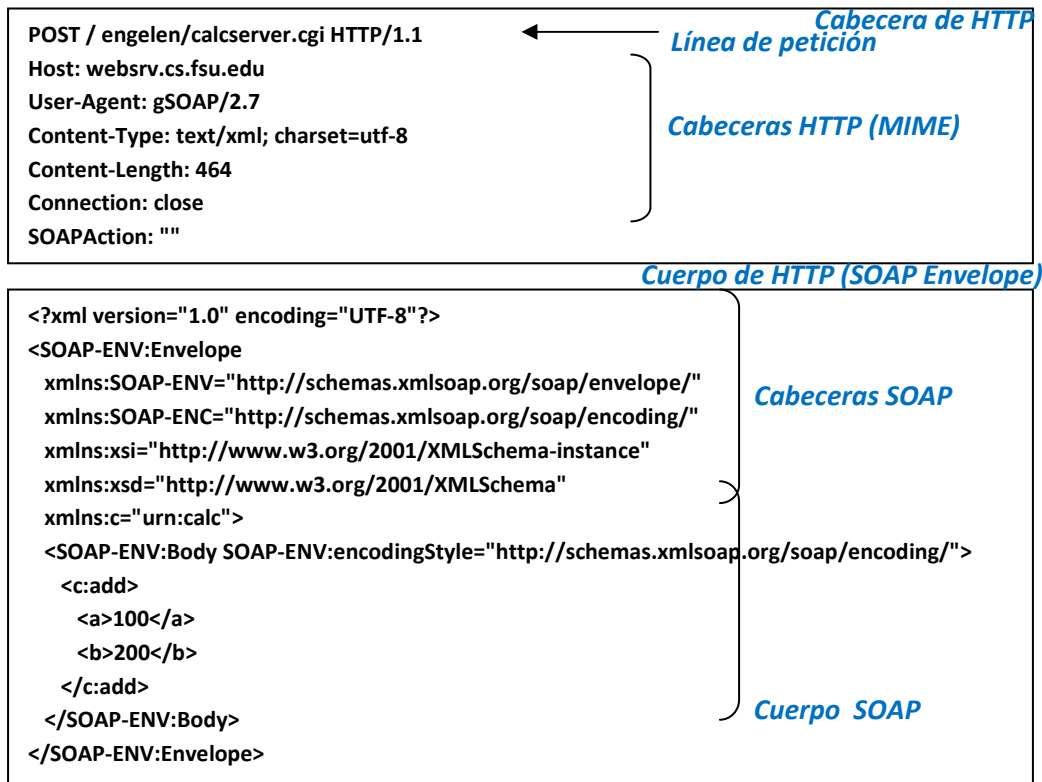 Cabecera de HTTP
POST / engelen/calcserver.cgi HTTP/1.1
Línea de petición
Host: websrv.cs.fsu.edu
User-Agent: gSOAP/2.7
Content-Type: text/xml; charset=utf-8
Cabeceras HTTP (MIME)
Content-Length: 464
Connection: close
SOAPAction: ""
Cuerpo de HTTP (SOAP Envelope)
<?xml version="1.0" encoding="UTF-8"?>
<SOAP-ENV:Envelope
xmlns:SOAP-ENV="http://schemas.xmlsoap.org/soap/envelope/"
Cabeceras SOAP
xmlns:SOAP-ENC="http://schemas.xmlsoap.org/soap/encoding/"
xmlns:xsi="http://www.w3.org/2001/XMLSchema-instance"
xmlns:xsd="http://www.w3.org/2001/XMLSchema"
xmlns:c="urn:calc">
<SOAP-ENV:Body SOAP-ENV:encodingStyle="http://schemas.xmlsoap.org/soap/encoding/">
<c:add>
<a>100</a>
<b>200</b>
</c:add>
Cuerpo SOAP
</SOAP-ENV:Body>
</SOAP-ENV:Envelope>